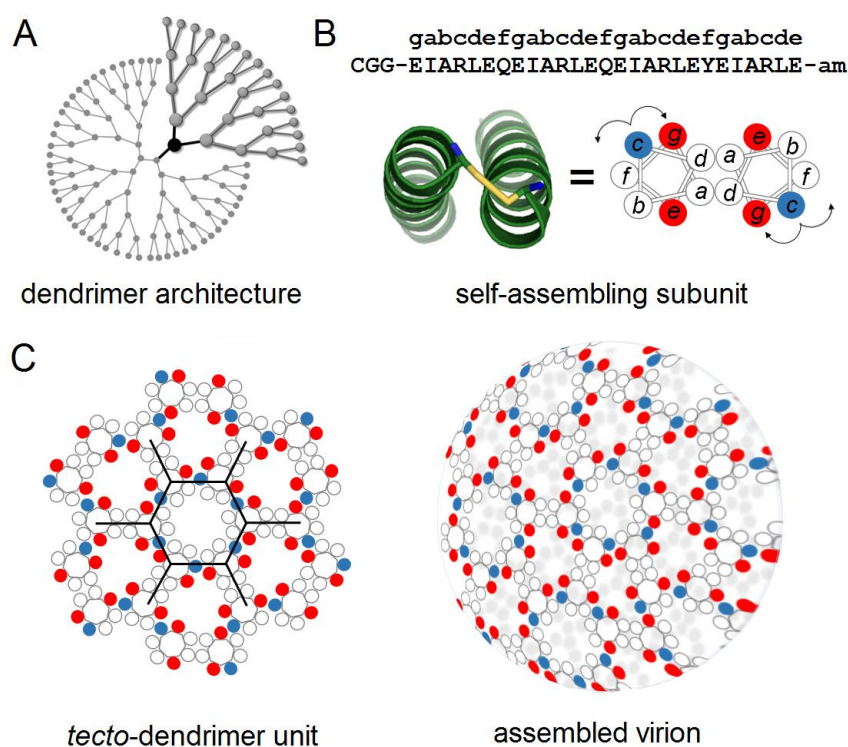 A
B
gabcdefgabcdefgabcdefgabcde
CGG-EIARLEQEIARLEQEIARLEYEIARLE-am
c
g
d
a
e
b
f
=
f
a
d
f
b
e
g
c
dendrimer architecture
self-assembling subunit
C
tecto-dendrimer unit
assembled virion